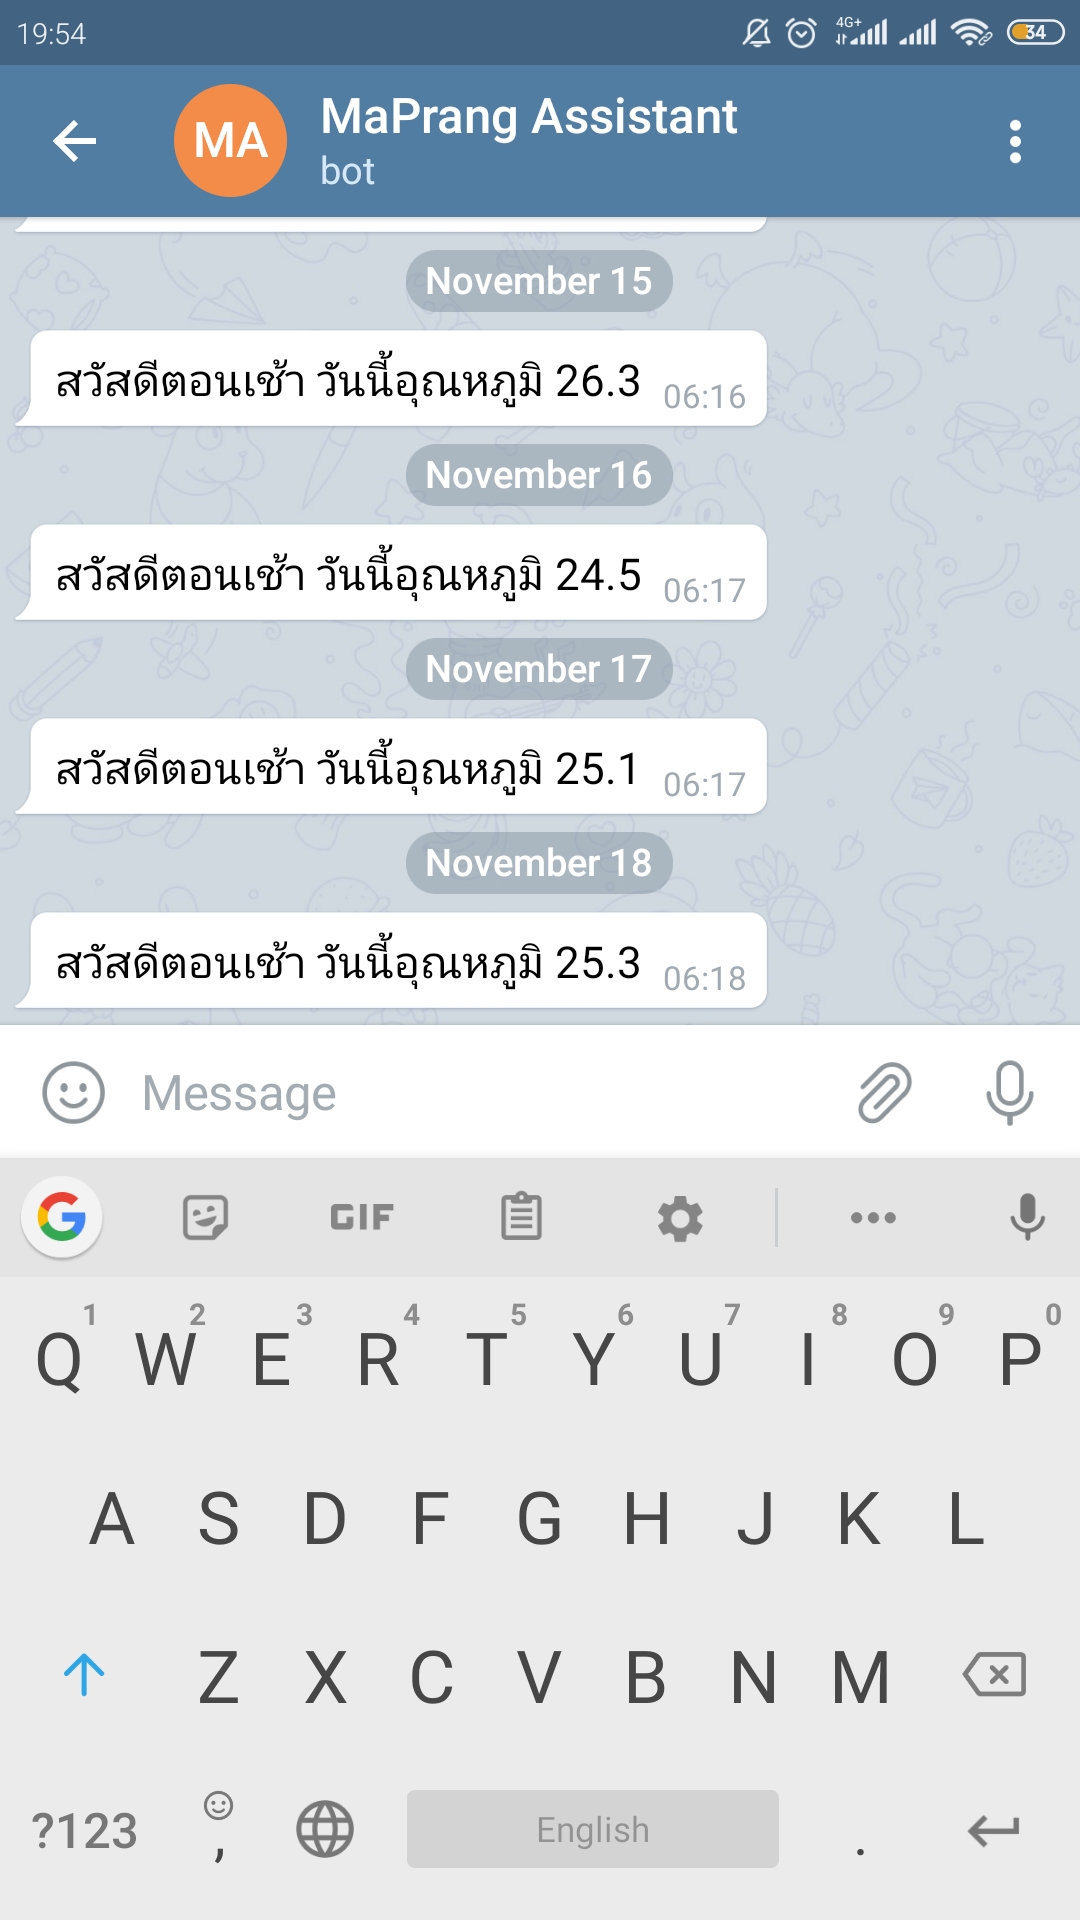 19:54
4G+
34
MA
MaPrang Assistant
bot
November 15
สวัสดีตอนเช้า วันนี้อุณหภูมิ 26.3 06:16
November 16
สวัสดีตอนเช้า วันนี้อุณหภูมิ 24.5 06:17
November 17
สวัสดีตอนเช้า วันนี้อุณหภูมิ 25.1 06:17
November 18
สวัสดีตอนเช้า วันนี้อุณหภูมิ 25.3 06:18
Message
G GIF
1 2 3 4 5 6 7 8 9 0
Q W E R T Y U I O P
A S D F G H J K L
Z X C V B N M
?123 , English .